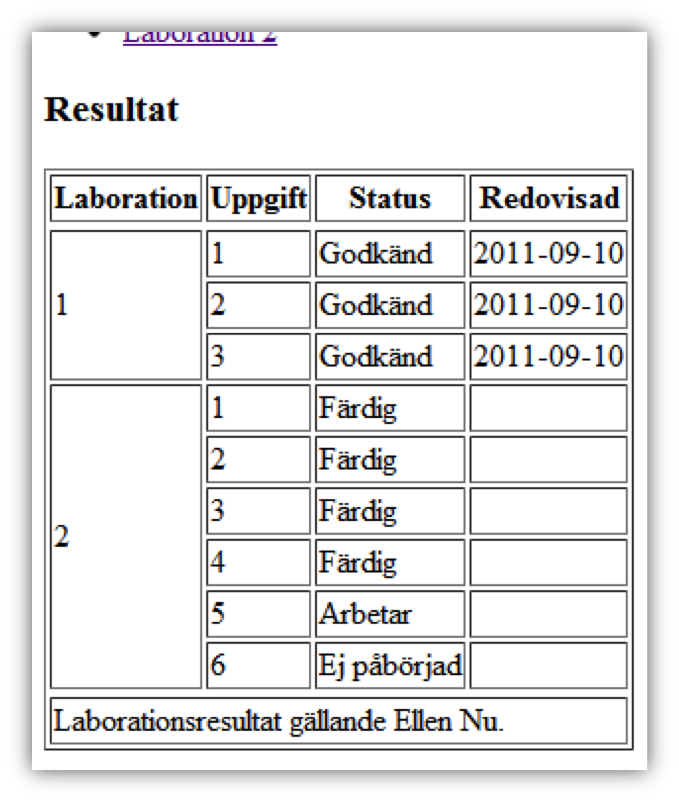 Laboration 2
Resultat
Laboration Uppgift Status Redovisad
1 1 Godkänd 2011-09-10
2 Godkänd 2011-09-10
3 Godkänd 2011-09-10
2 1 Färdig
2 Färdig
3 Färdig
4 Färdig
5 Arbetar
6 Ej påbörjad
Laborationsresultat gällande Ellen Nu.